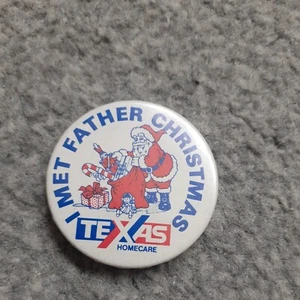 I MET FATHER CHRISTMAS
TEXAS
HOMECARE